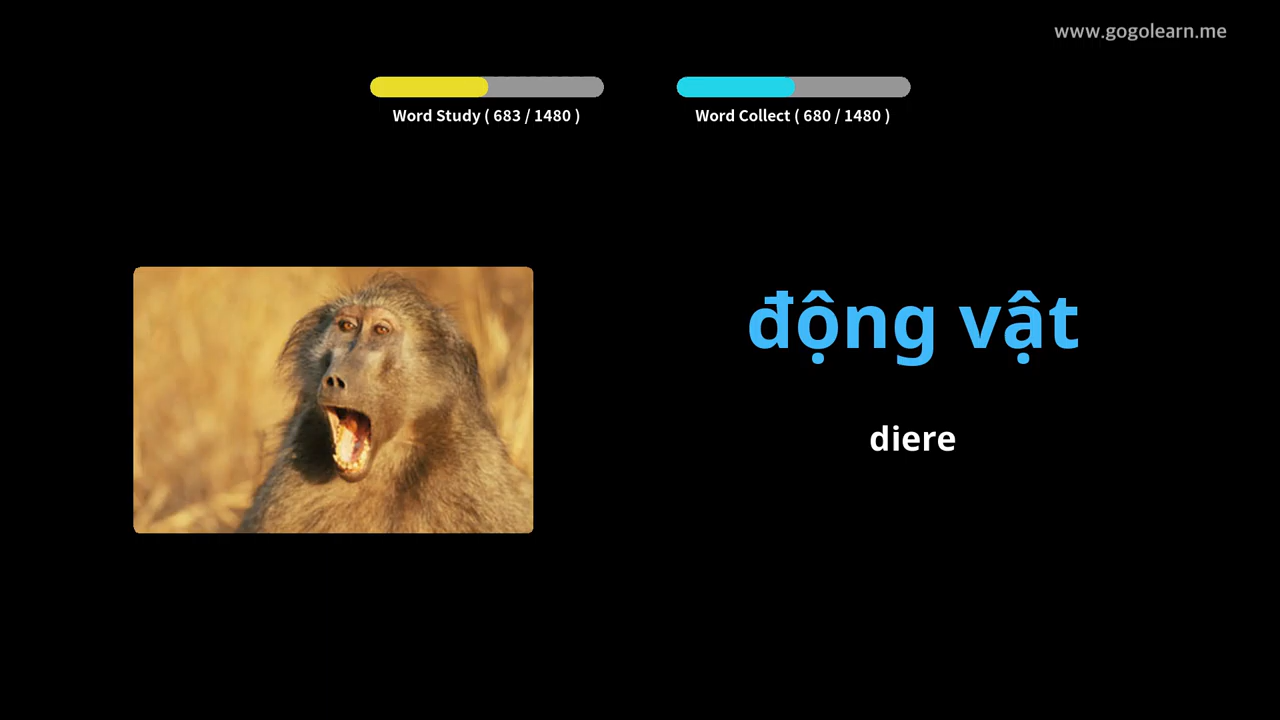 www.gogolearn.me
Word Study ( 683 / 1480 )
Word Collect ( 680 / 1480 )
động vật
diere